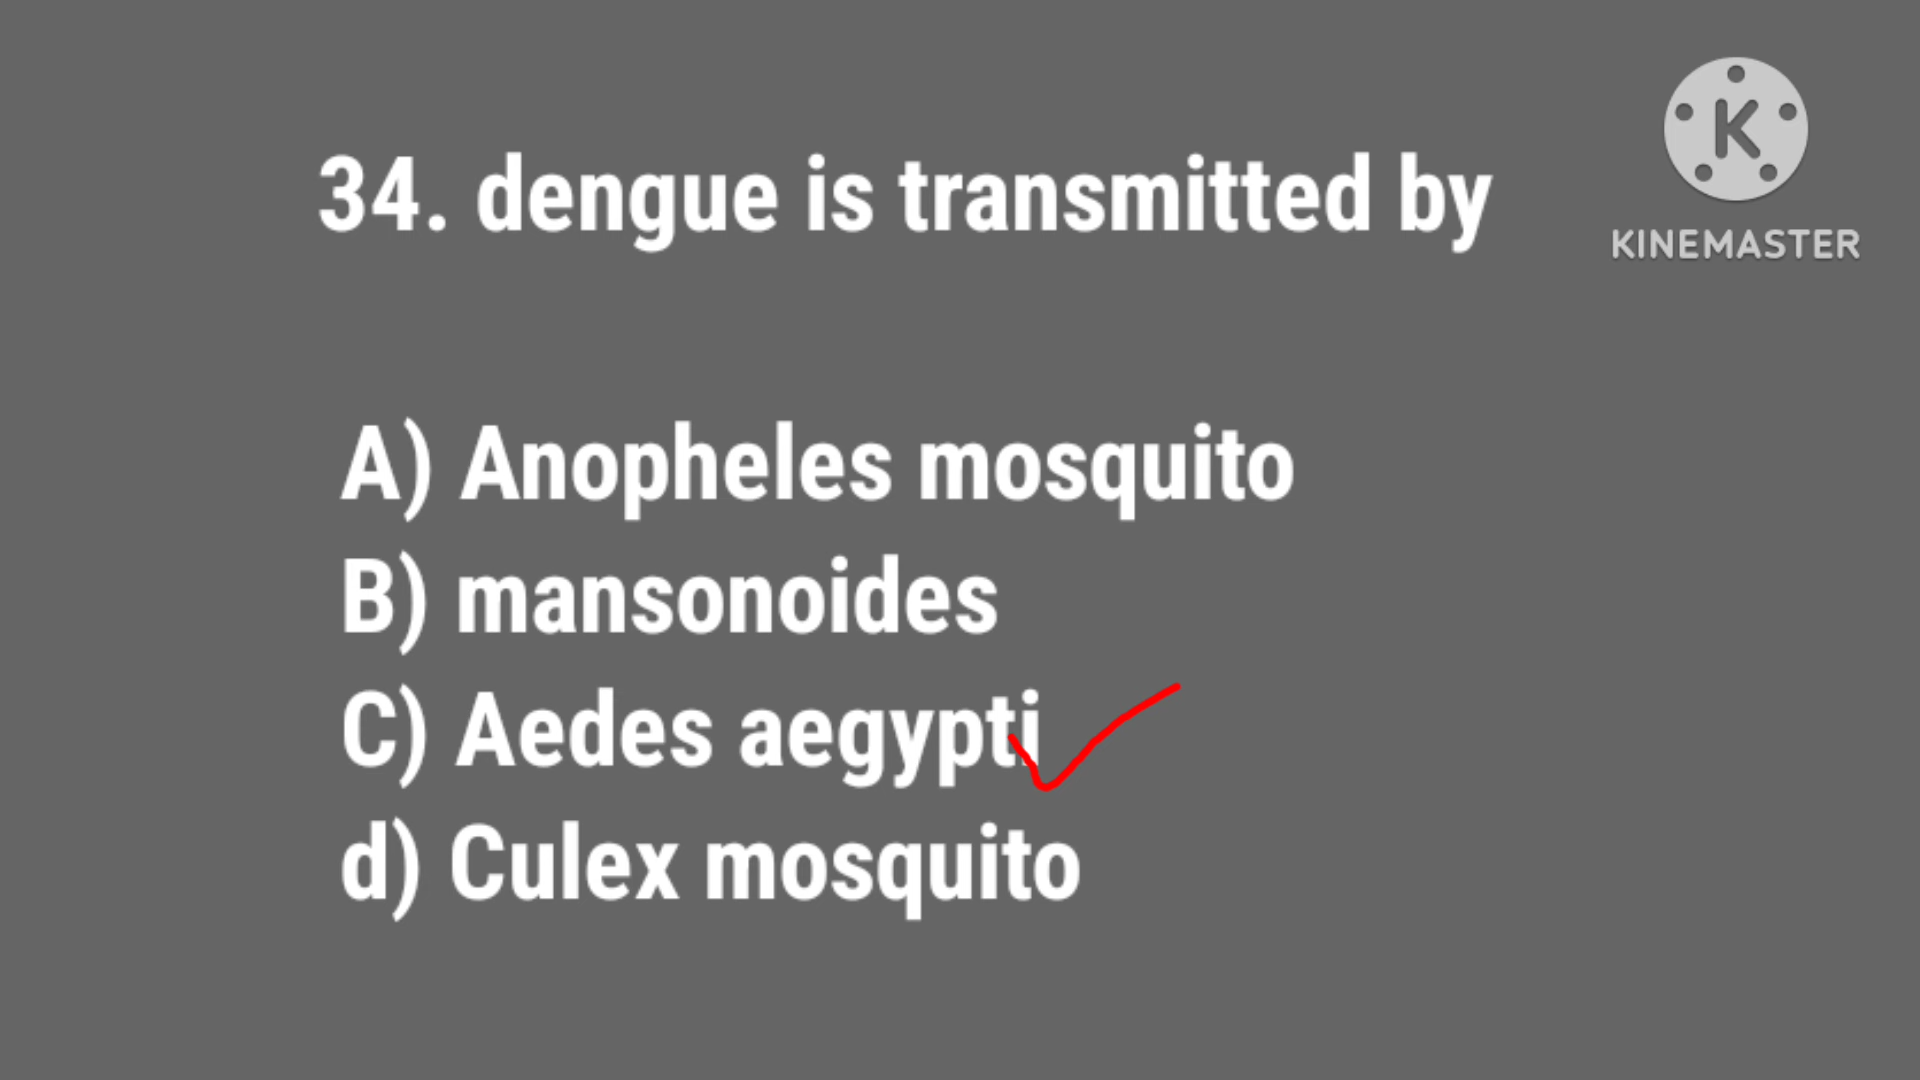 34. dengue is transmitted by
K
KINEMASTER
A) Anopheles mosquito
B) mansonoides
C) Aedes aegypti
d) Culex mosquito